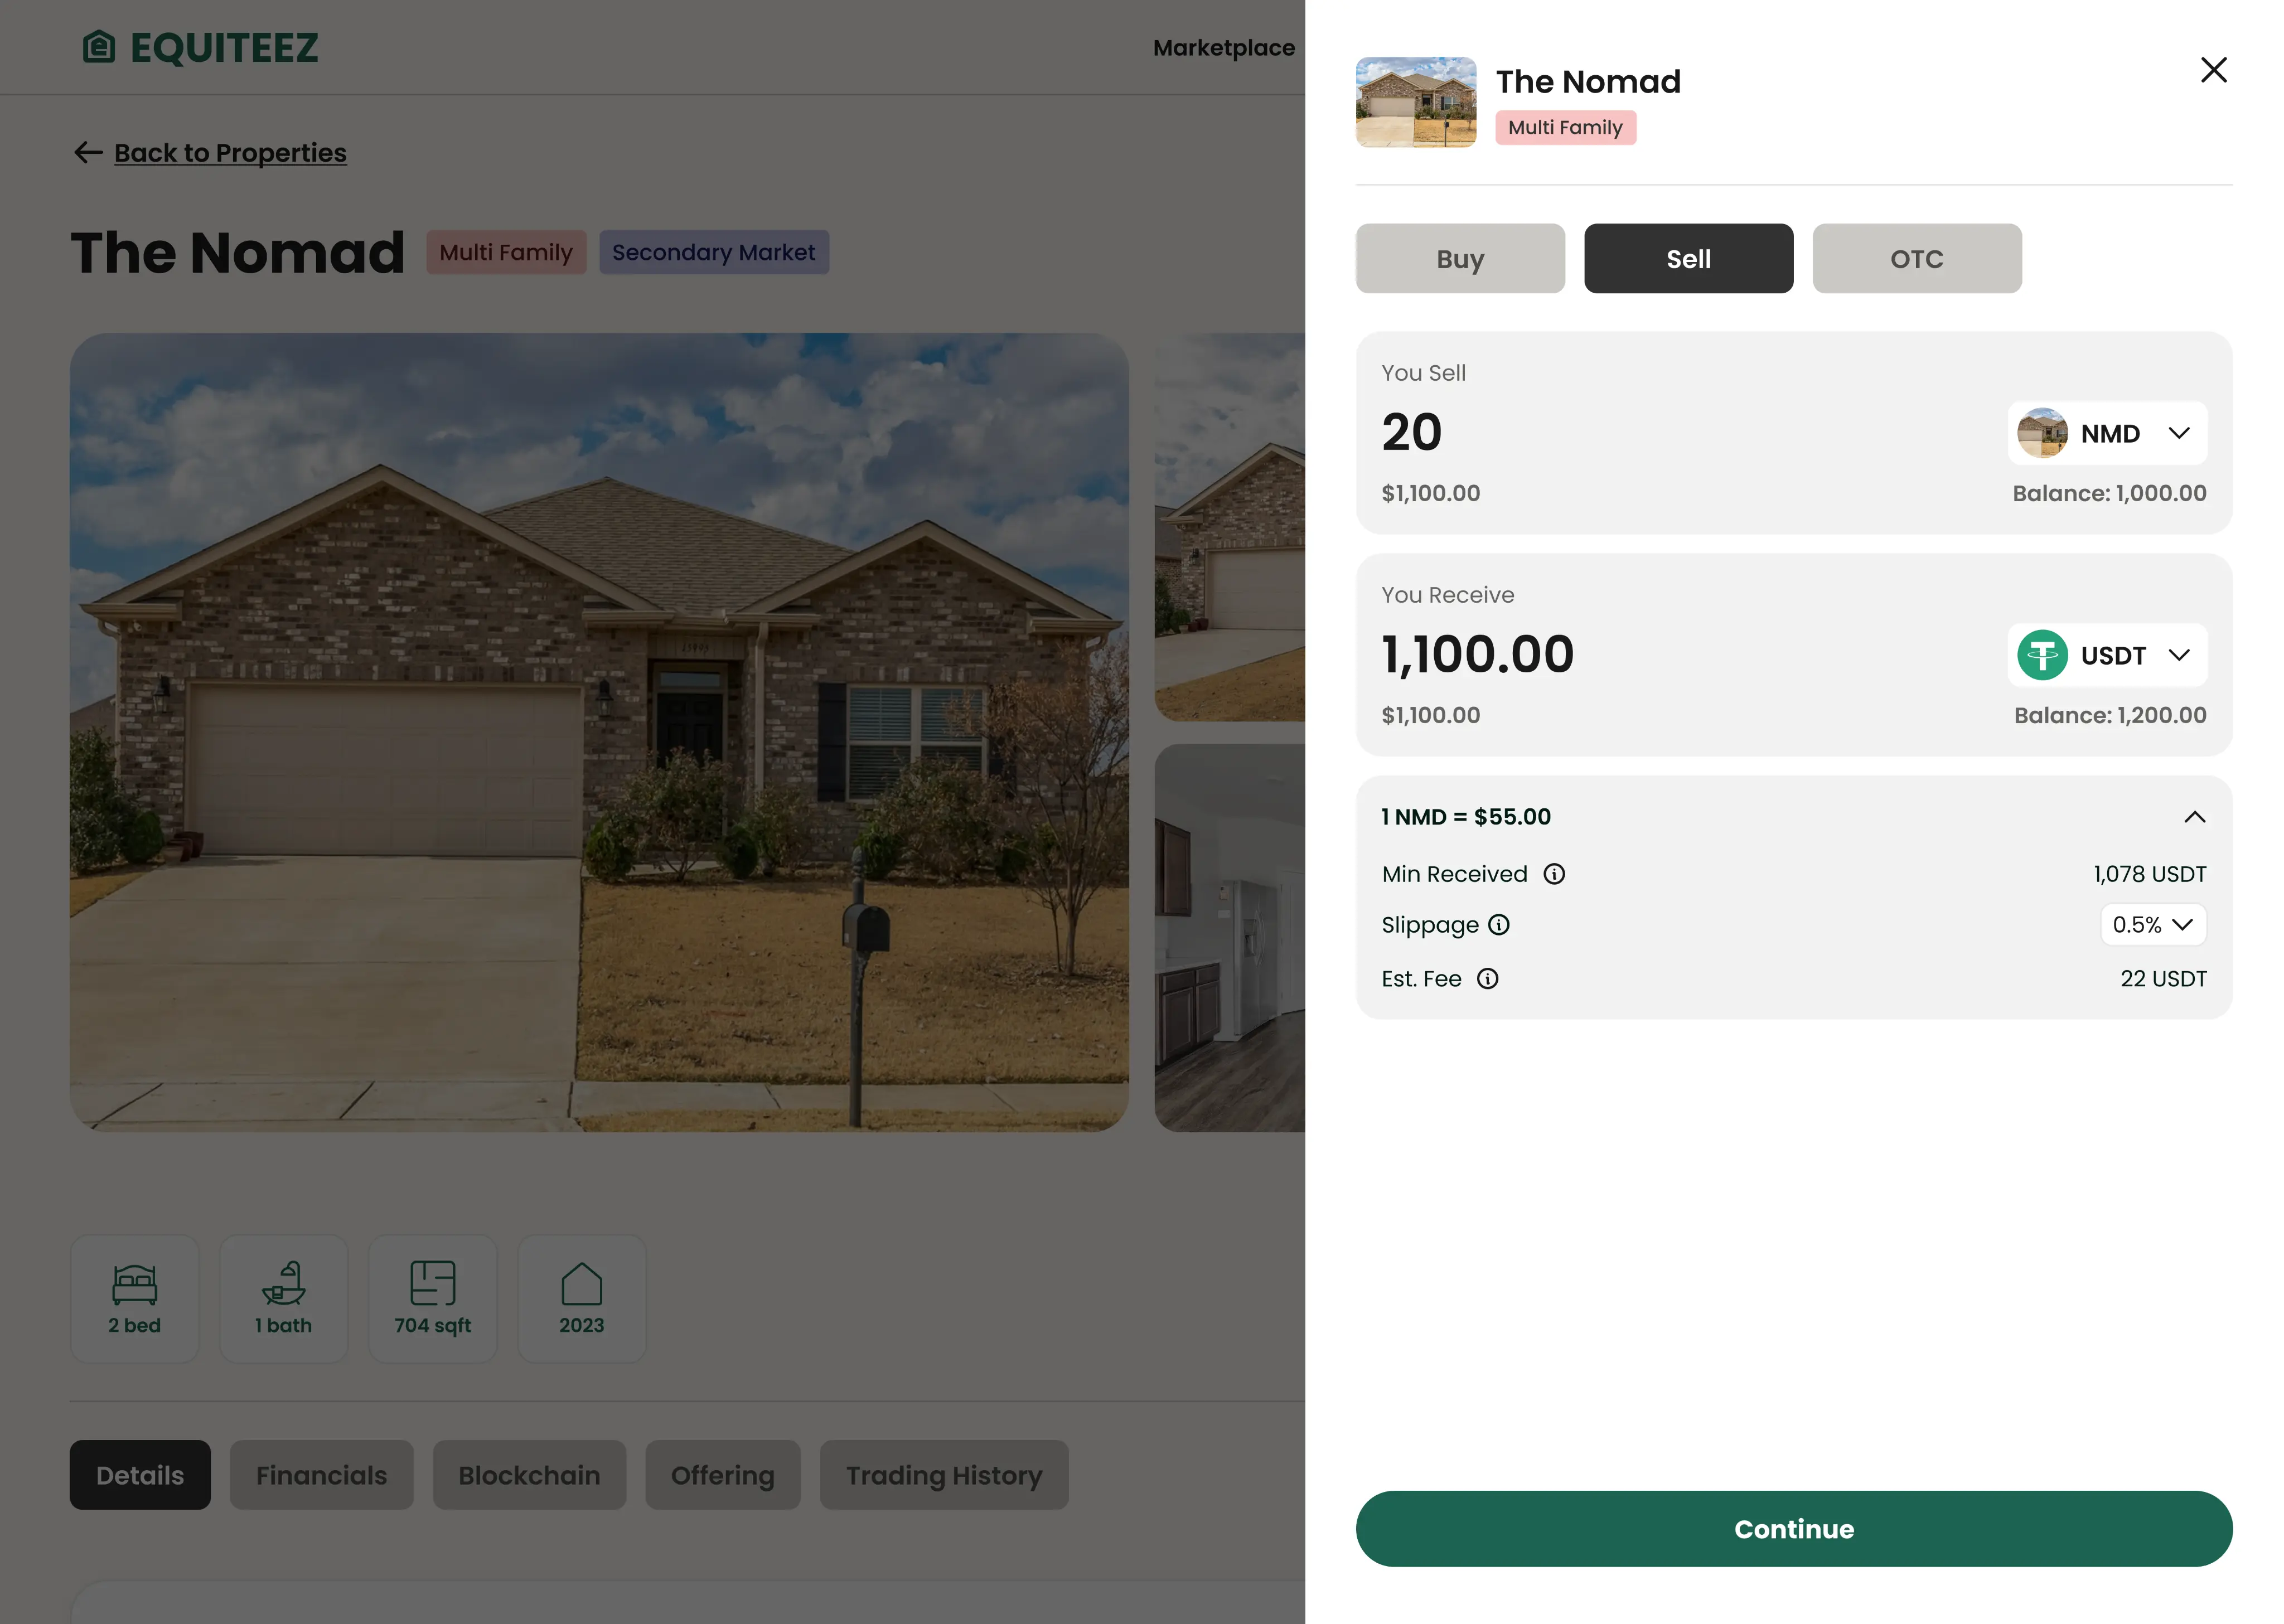 EQUITEEZ
Marketplace
Back to Properties
The Nomad
Multi Family
Secondary Market
2 bed
1 bath
704 sqft
2023
Details
Financials
Blockchain
Offering
Trading History
The Nomad
Multi Family
Buy
Sell
OTC
You Sell
20
NMD
$1,100.00
Balance: 1,000.00
You Receive
1,100.00
USDT
$1,100.00
Balance: 1,200.00
1 NMD = $55.00
Min Received
1,078 USDT
Slippage
0.5%
Est. Fee
22 USDT
Continue